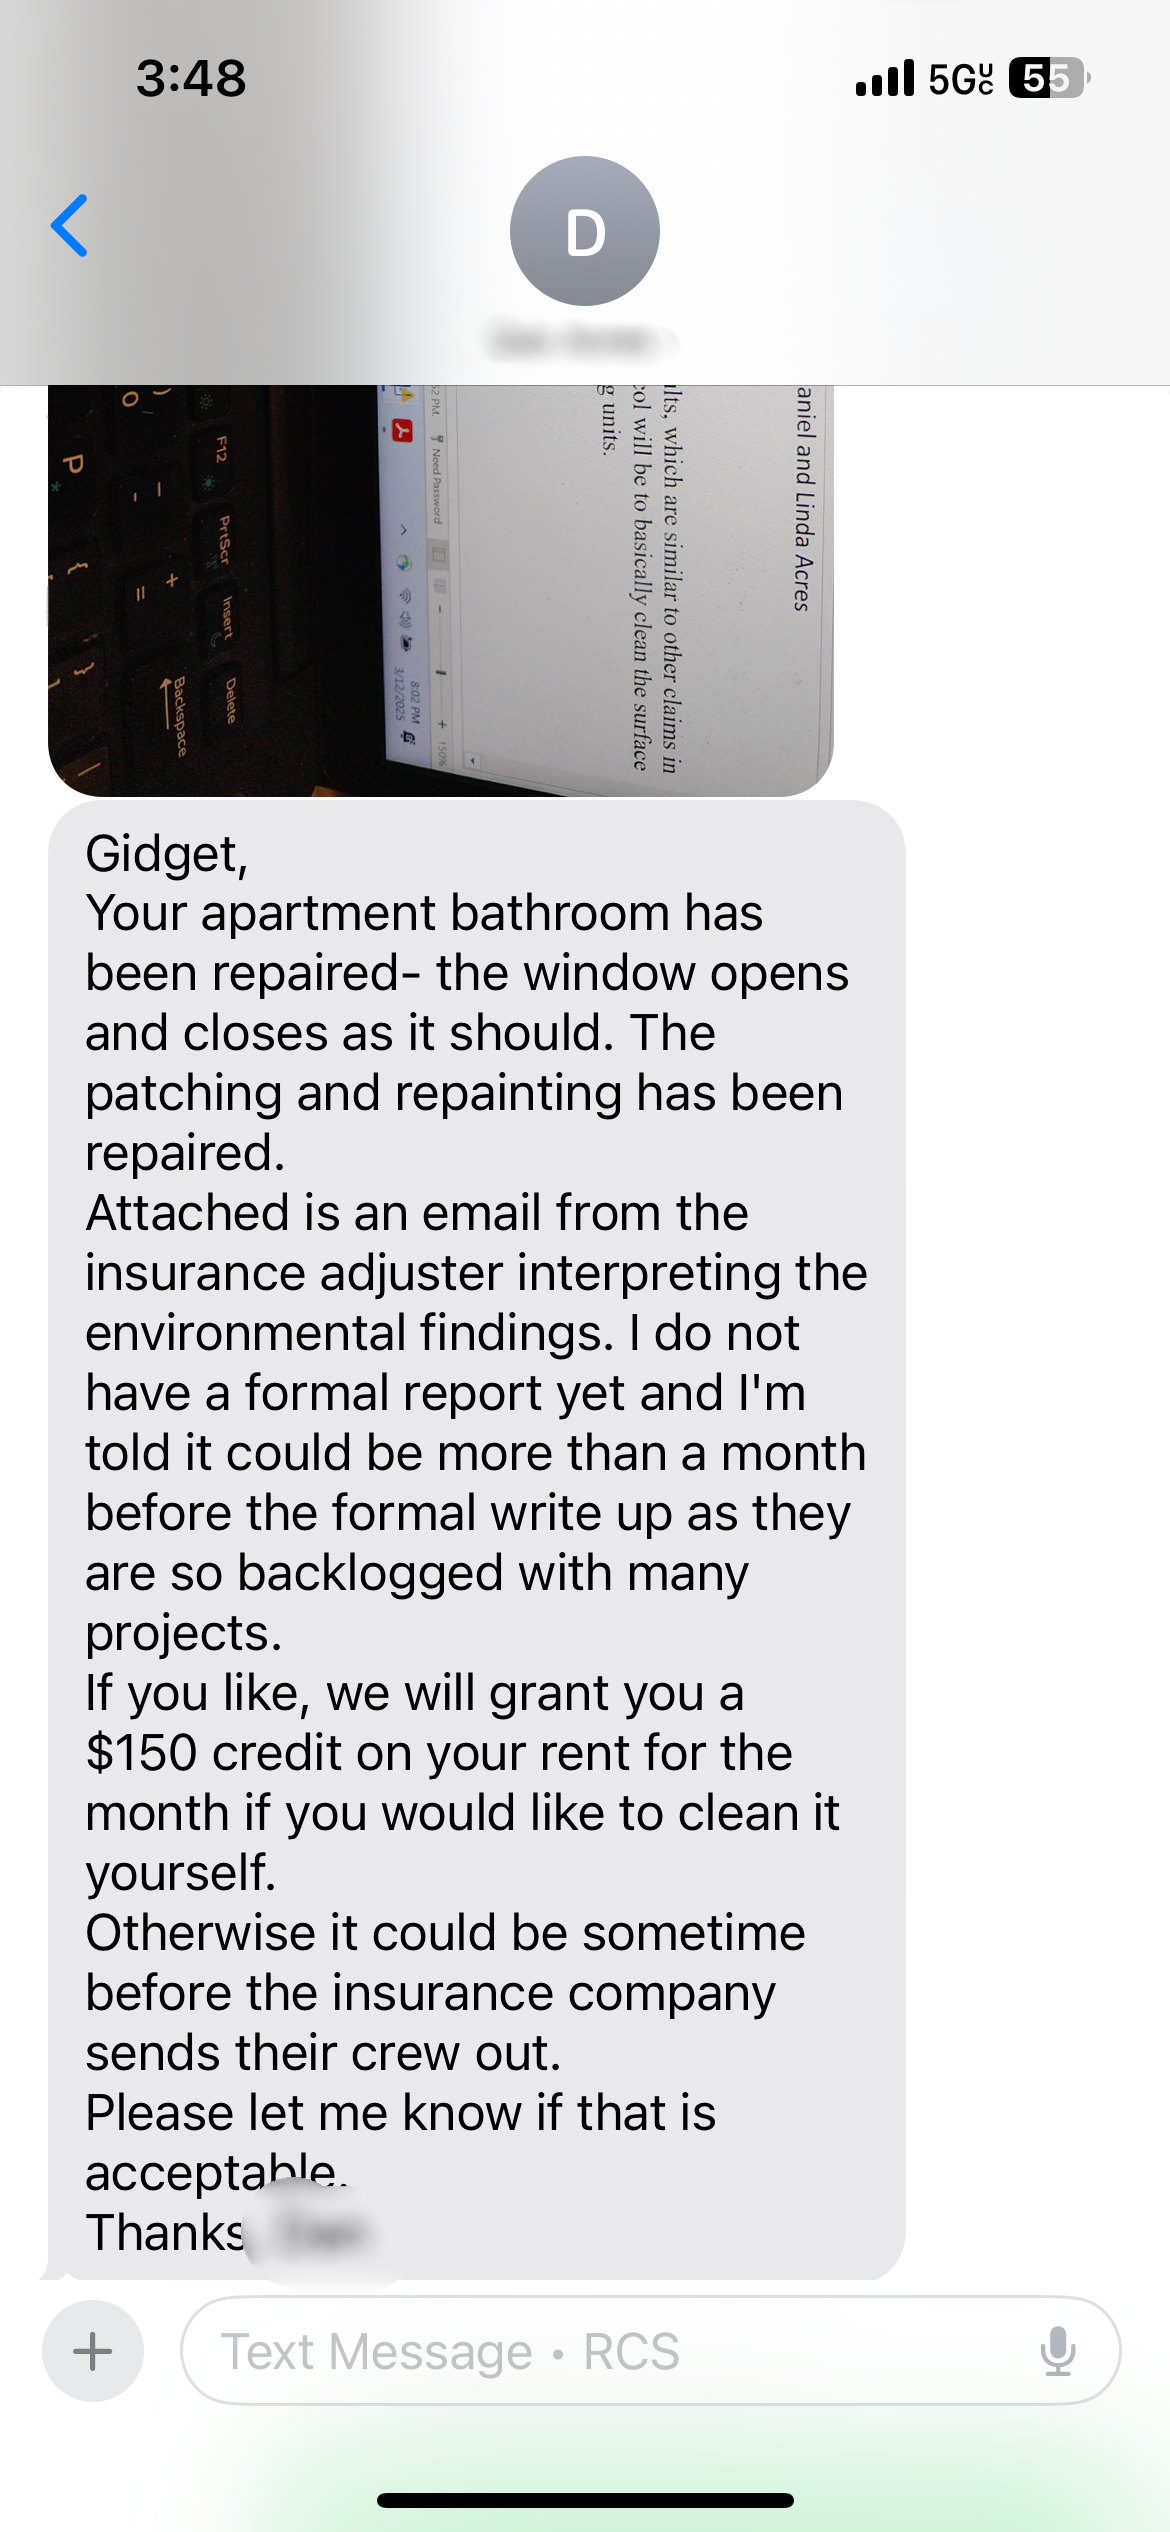 3:48
5G UC
55
D
aniel and Linda Acres
ults, which are similar to other claims in
col will be to basically clean the surface
g units.
52 PM.
Need Password
150%
8:02 PM
3/12/2025
F12
PrtScr
Insert
Delete
Backspace
P
Gidget,
Your apartment bathroom has
been repaired- the window opens
and closes as it should. The
patching and repainting has been
repaired.
Attached is an email from the
insurance adjuster interpreting the
environmental findings. I do not
have a formal report yet and I'm
told it could be more than a month
before the formal write up as they
are so backlogged with many
projects.
If you like, we will grant you a
$150 credit on your rent for the
month if you would like to clean it
yourself.
Otherwise it could be sometime
before the insurance company
sends their crew out.
Please let me know if that is
acceptable.
Thanks
Text Message • RCS